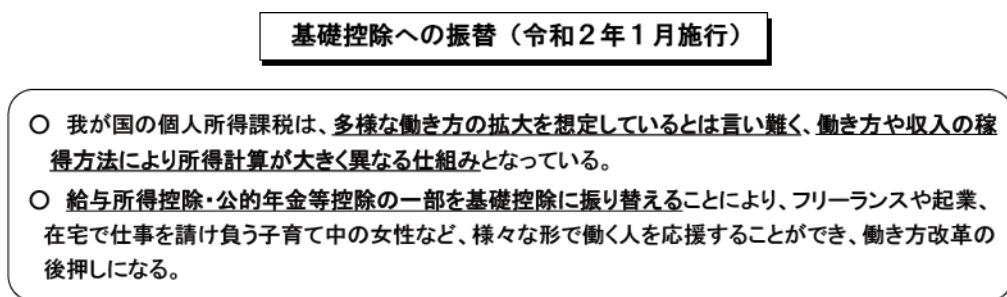 基礎控除への振替（令和２年１月施行）
○ 我が国の個人所得課税は、多様な働き方の拡大を想定しているとは言い難く、働き方や収入の稼
得方法により所得計算が大きく異なる仕組みとなっている。
○ 給与所得控除・公的年金等控除の一部を基礎控除に振り替えることにより、フリーランスや起業、
在宅で仕事を請け負う子育て中の女性など、様々な形で働く人を応援することができ、働き方改革の
後押しになる。